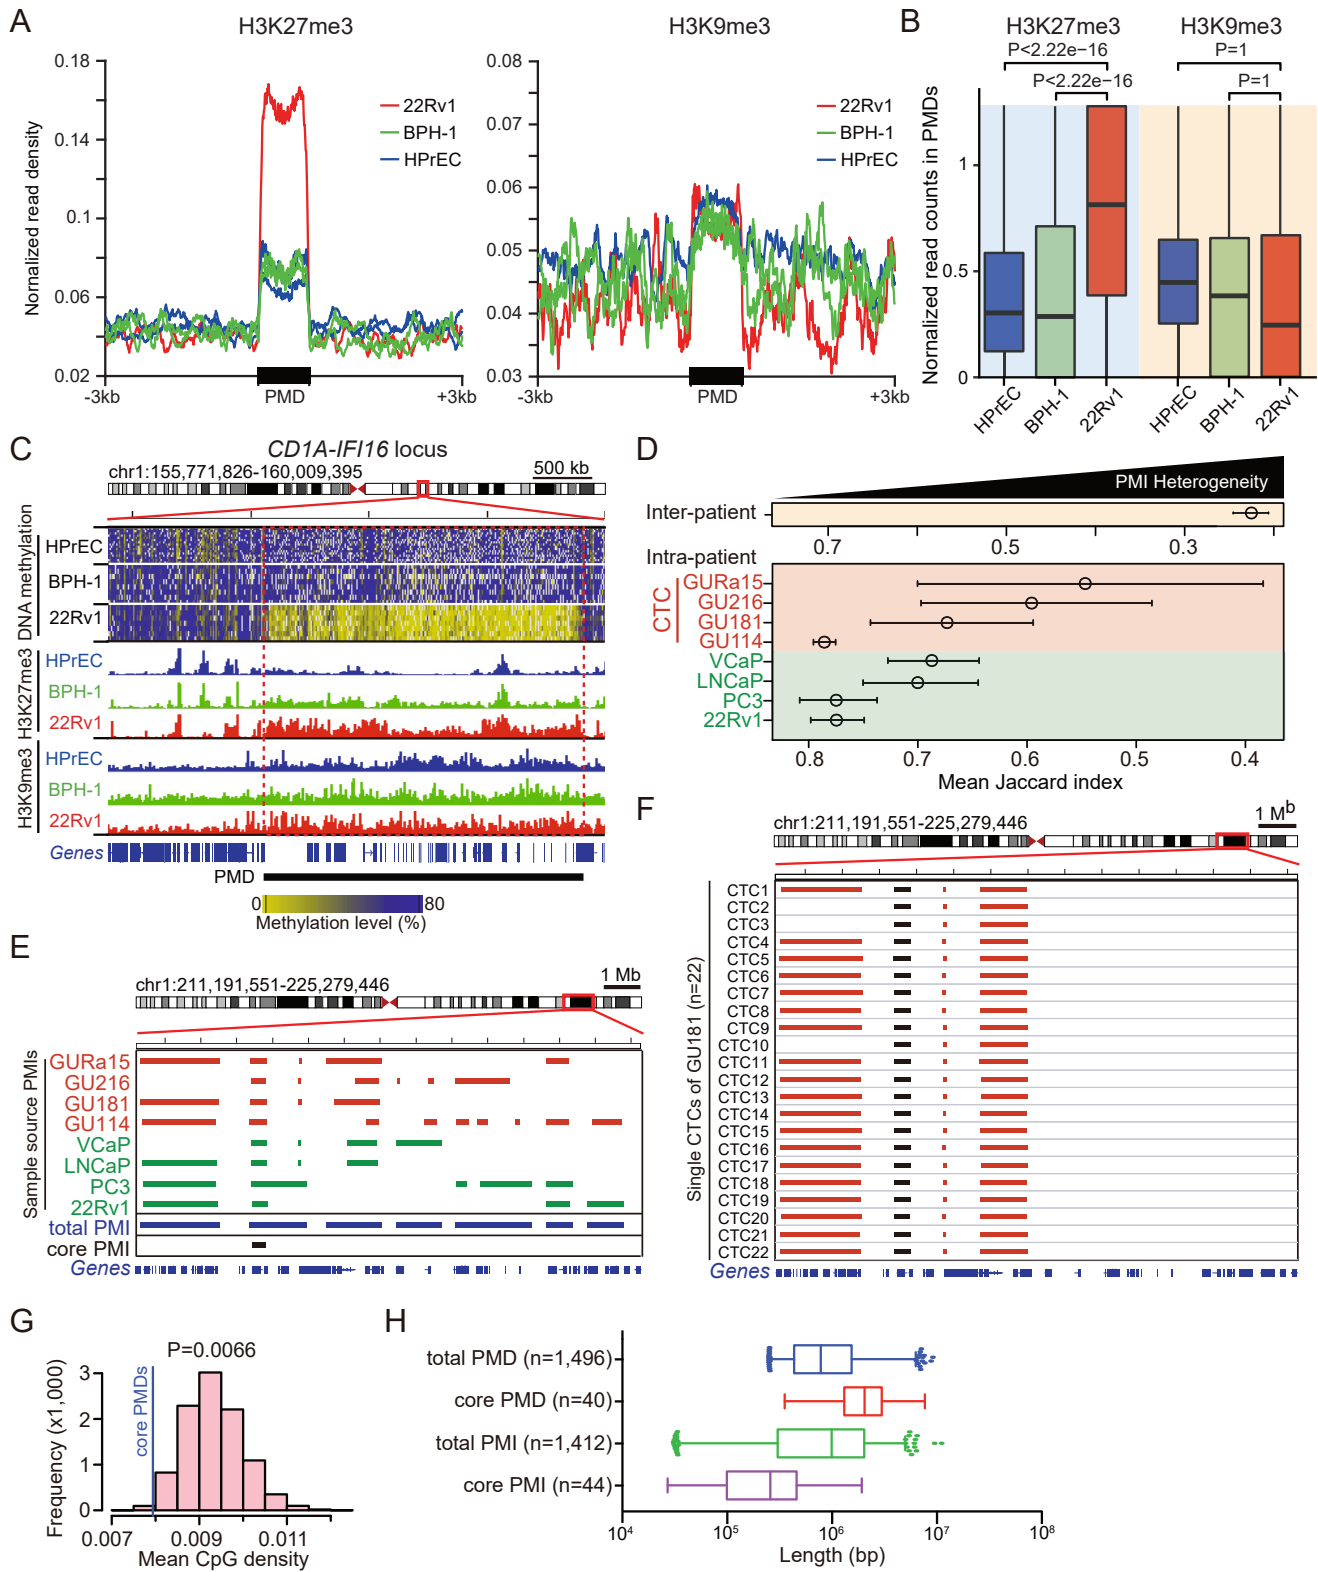 A
H3K27me3
H3K9me3
Nornalized read density
0.18
0.14
0.1
0.06
0.02
22Rv1
BPH-1
HPrEC
-3kb
PMD
+3kb
0.08
0.07
0.06
0.05
0.04
0.03
22Rv1
BPH-1
HPrEC
-3kb
PMD
+3kb
B
H3K27me3
H3K9me3
P<2.22e−16
P=1
P<2.22e−16
P=1
Nornalized read counts in PMDs
1
0.5
0
HPrEC
BPH-1
22Rv1
HPrEC
BPH-1
22Rv1
C
CD1A-IFI16 locus
chr1:155,771,826-160,009,395
500 kb
DNA methylation
HPrEC
BPH-1
22Rv1
H3K27me3
HPrEC
BPH-1
22Rv1
H3K9me3
HPrEC
BPH-1
22Rv1
Genes
PMD
0
80
Methylation level (%)
D
PMI Heterogeneity
Inter-patient
0.7
0.5
0.3
Intra-patient
CTC
GURa15
GU216
GU181
GU114
VCaP
LNCaP
PC3
22Rv1
0.8
0.7
0.6
0.5
0.4
Mean Jaccard index
E
chr1:211,191,551-225,279,446
1 Mb
Sample source PMIs
GURa15
GU216
GU181
GU114
VCaP
LNCaP
PC3
22Rv1
total PMI
core PMI
Genes
F
chr1:211,191,551-225,279,446
1 Mb
Single CTCs of GU181 (n=22)
CTC1
CTC2
CTC3
CTC4
CTC5
CTC6
CTC7
CTC8
CTC9
CTC10
CTC11
CTC12
CTC13
CTC14
CTC15
CTC16
CTC17
CTC18
CTC19
CTC20
CTC21
CTC22
Genes
G
P=0.0066
core PMDs
Frequency (x1,000)
3
2
1
0
0.007
0.009
0.011
Mean CpG density
H
total PMD (n=1,496)
core PMD (n=40)
total PMI (n=1,412)
core PMI (n=44)
10⁴
10⁵
10⁶
10⁷
10⁸
Length (bp)